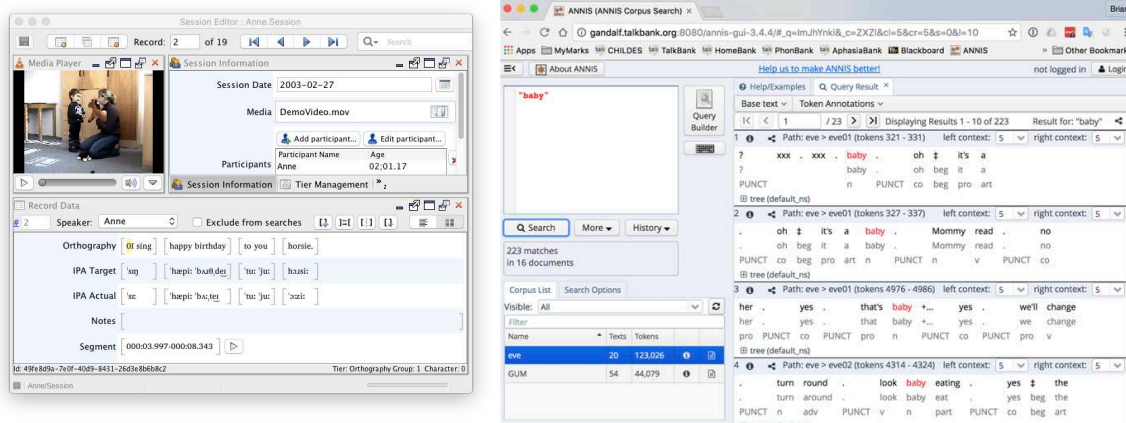 Session Editor : Anne.Session
Record: 2 of 19 Search
Media Player
Session Information
Session Date 2003-02-27
Media DemoVideo.mov
Add participant... Edit participant...
Participant Name Age
Participants Anne 02;01.17
Session Information Tier Management » 2
Record Data
# 2 Speaker: Anne Exclude from searches
Orthography [ 0I sing ] [ happy birthday ] [ to you ] [ horsie. ]
IPA Target
IPA Actual
Notes
Segment [ 000:03.997-000:08.343 ]
Id: 49fe8d9a-7e0f-40d9-8431-26d3e8b6b8c2 Tier: Orthography Group: 1 Character: 0
Anne/Session
ANNIS (ANNIS Corpus Search) × Brian
gandalf.talkbank.org:8080/annis-gui-3.4.4/#_q=ImJhYnki&_c=ZXZl&cl=5&cr=5&s=0&l=10
Apps MyMarks CHILDES TalkBank HomeBank PhonBank AphasiaBank Blackboard ANNIS » Other Bookmark
About ANNIS Help us to make ANNIS better! not logged in Login
"baby"
Query Builder
Search More History
223 matches
in 16 documents
Corpus List Search Options
Visible: All
Filter
Name Texts Tokens
eve 20 123,026
GUM 54 44,079
Help/Examples Query Result ×
Base text Token Annotations
1 / 23 Displaying Results 1 - 10 of 223 Result for: "baby"
1 Path: eve > eve01 (tokens 321 - 331) left context: 5 right context: 5
? xxx . xxx . baby . oh ‡ it's a
? baby . oh beg it a
PUNCT n PUNCT co beg pro art
tree (default_ns)
2 Path: eve > eve01 (tokens 327 - 337) left context: 5 right context: 5
. oh ‡ it's a baby . Mommy read . no
. oh beg it a baby . Mommy read . no
PUNCT co beg pro art n PUNCT n v PUNCT co
tree (default_ns)
3 Path: eve > eve01 (tokens 4976 - 4986) left context: 5 right context: 5
her . yes . that's baby +... yes . we'll change
her . yes . that baby +... yes . we change
pro PUNCT co PUNCT pro n PUNCT co PUNCT pro v
tree (default_ns)
4 Path: eve > eve02 (tokens 4314 - 4324) left context: 5 right context: 5
. turn round . look baby eating . yes ‡ the
. turn around . look baby eat . yes beg the
PUNCT n adv PUNCT v n part PUNCT co beg art